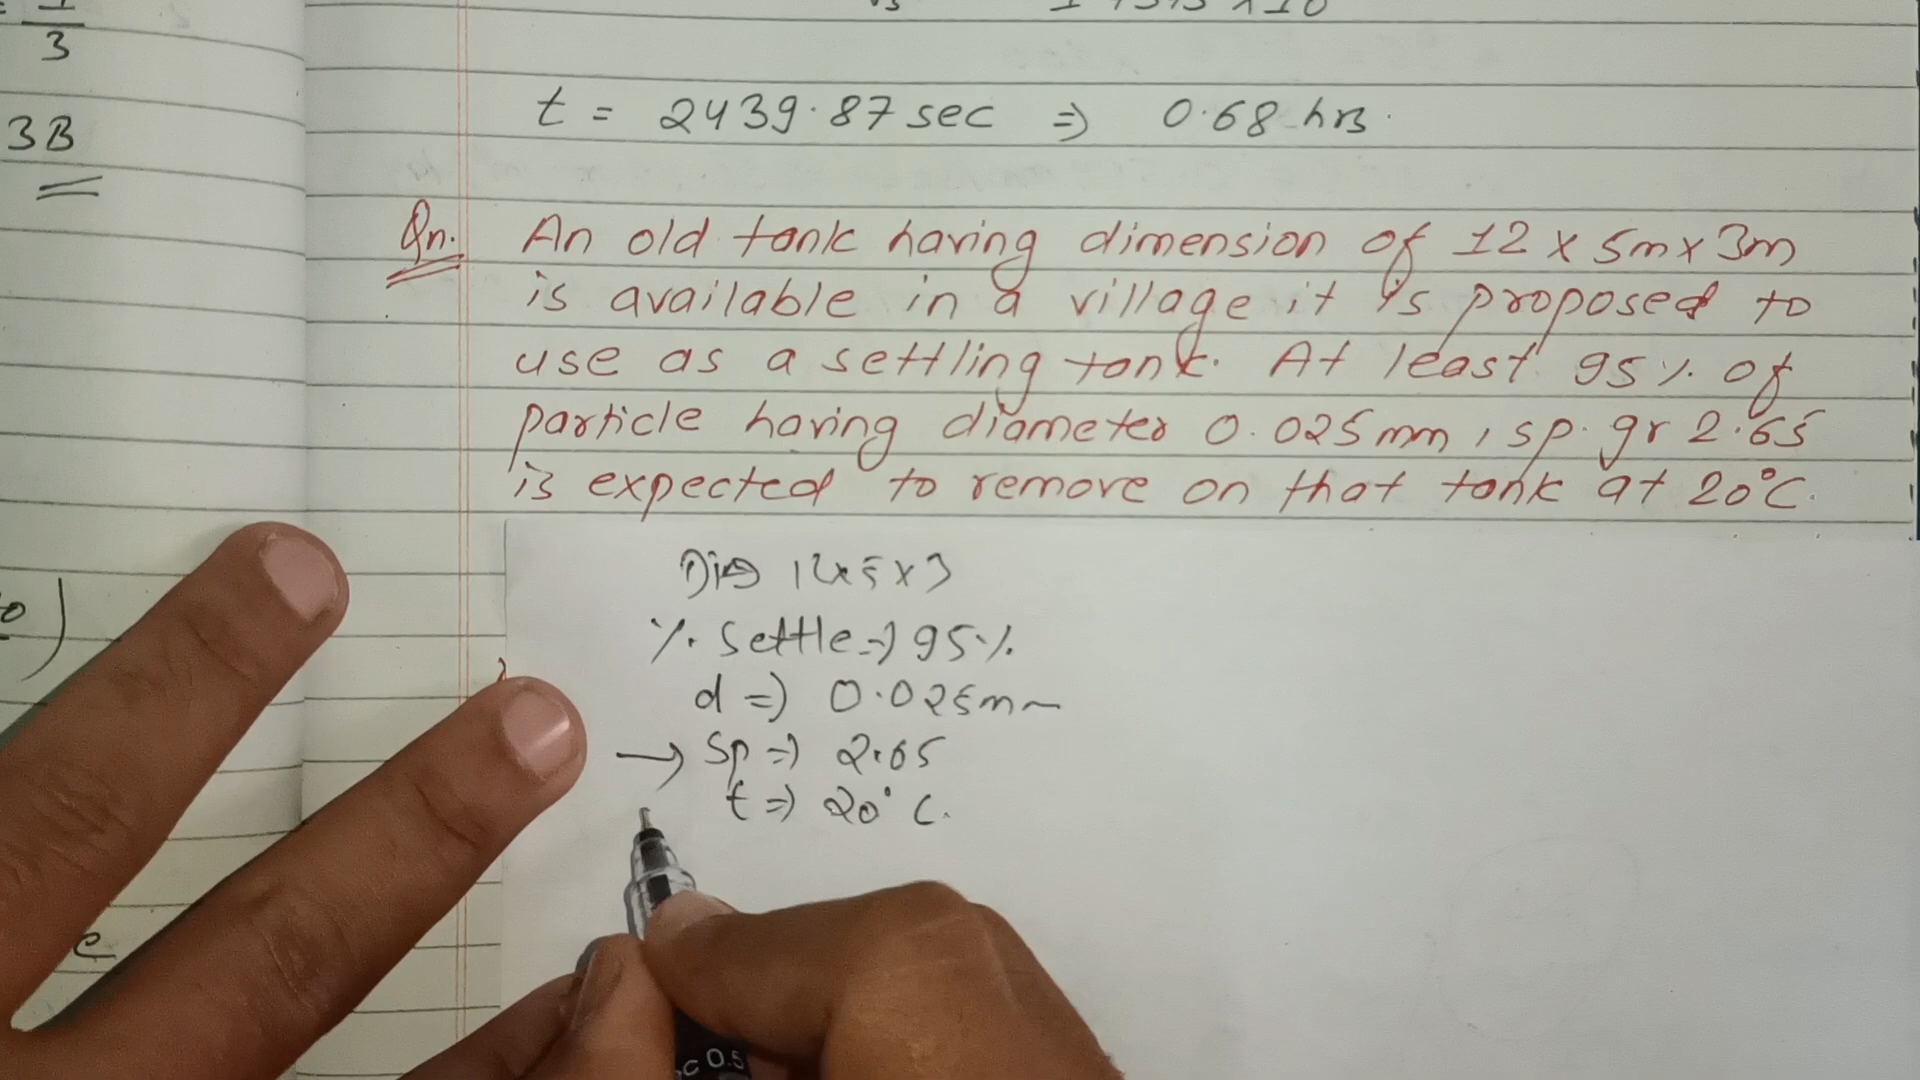 1
3
3B
t = 2439.87 sec ⇒ 0.68 hrs.
Qn. An old tank having dimension of 12 x 5m x 3m
is available in a village it is proposed to
use as a settling tank. At least 95% of
particle having diameter 0.025mm, sp. gr 2.65
is expected to remove on that tank at 20°C.
12x5x3
% Settle ⇒ 95%
d ⇒ 0.025mm
→ Sp ⇒ 2.65
t ⇒ 20°C.
e
c 0.5